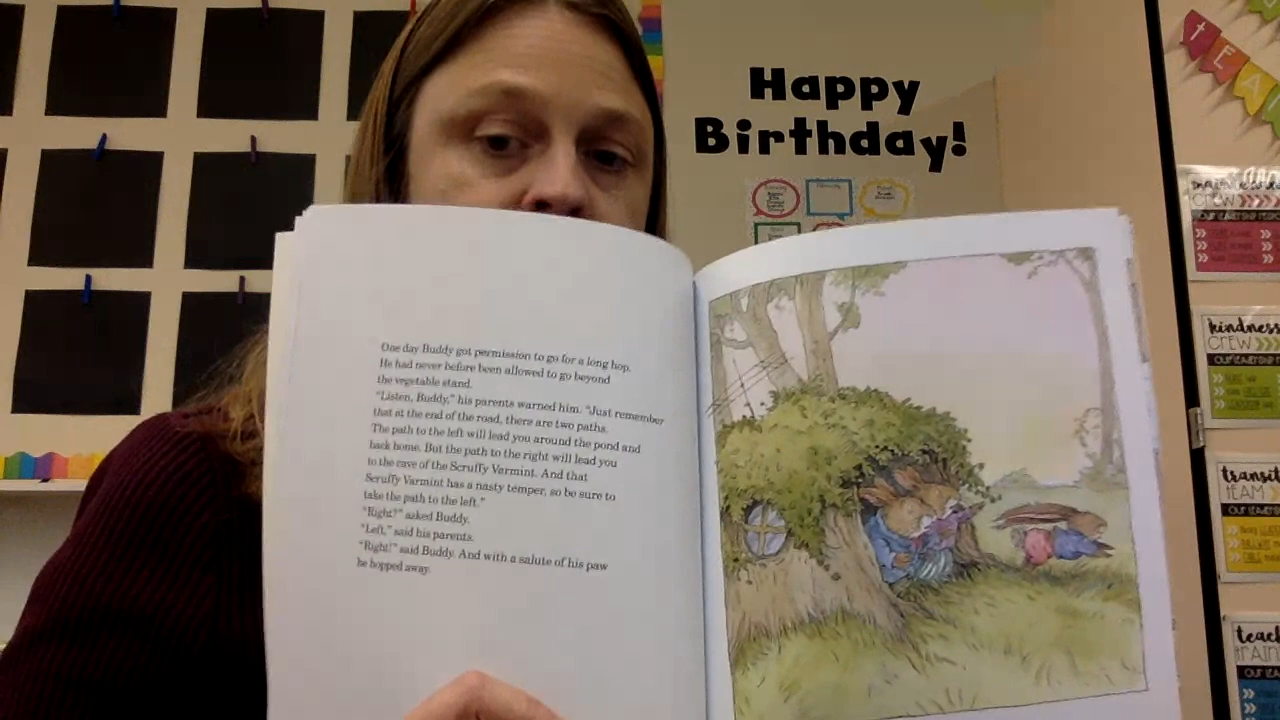 Happy
Birthday!
One day Buddy got permission to go for a long hop.
He had never before been allowed to go beyond
the vegetable stand.
"Listen, Buddy," his parents warned him. "Just remember
that at the end of the road, there are two paths.
The path to the left will lead you around the pond and
back home. But the path to the right will lead you
to the cave of the Scruffy Varmint. And that
Scruffy Varmint has a nasty temper, so be sure to
take the path to the left."
"Right?" asked Buddy.
"Left," said his parents.
"Right!" said Buddy. And with a salute of his paw
he hopped away.
TEA
CREW
kindness
CREW
transit
TEAM
teac